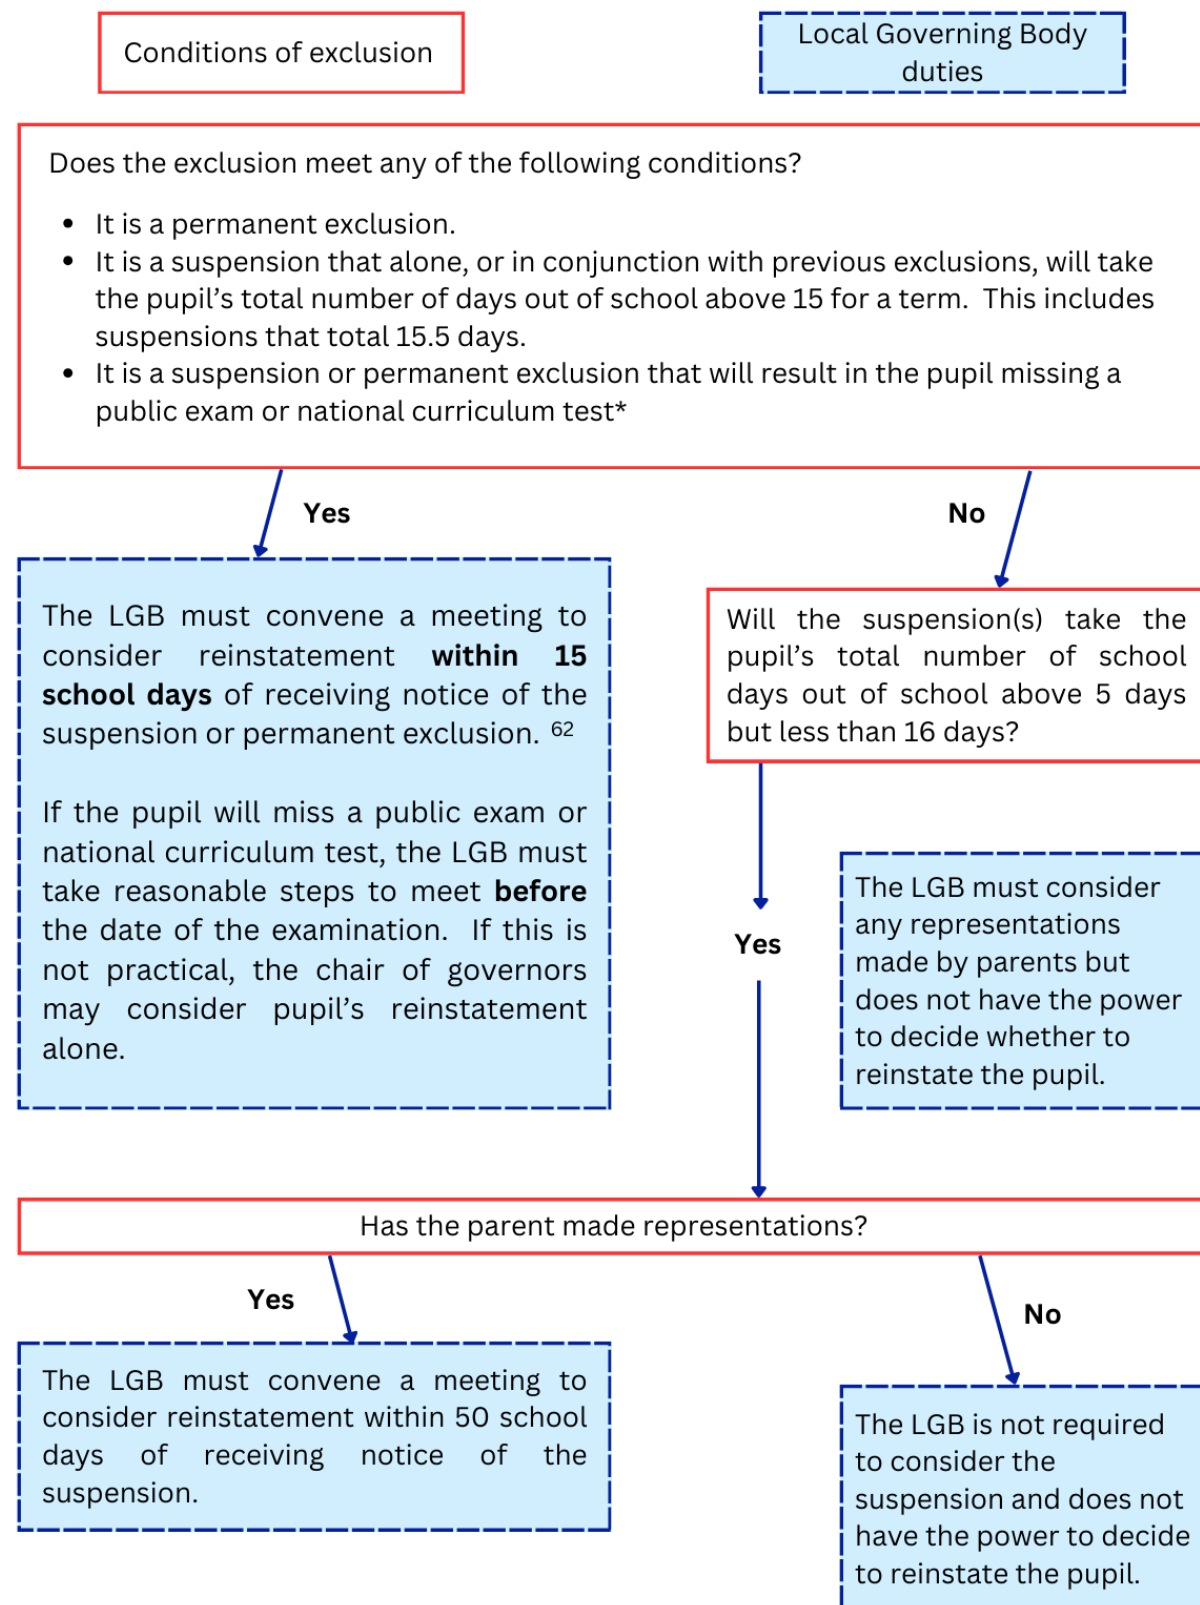 Conditions of exclusion
Local Governing Body
duties
Does the exclusion meet any of the following conditions?
• It is a permanent exclusion.
• It is a suspension that alone, or in conjunction with previous exclusions, will take
the pupil’s total number of days out of school above 15 for a term. This includes
suspensions that total 15.5 days.
• It is a suspension or permanent exclusion that will result in the pupil missing a
public exam or national curriculum test*
Yes
No
The LGB must convene a meeting to
consider reinstatement within 15
school days of receiving notice of the
suspension or permanent exclusion. 62
If the pupil will miss a public exam or
national curriculum test, the LGB must
take reasonable steps to meet before
the date of the examination. If this is
not practical, the chair of governors
may consider pupil’s reinstatement
alone.
Will the suspension(s) take the
pupil’s total number of school
days out of school above 5 days
but less than 16 days?
Yes
The LGB must consider
any representations
made by parents but
does not have the power
to decide whether to
reinstate the pupil.
Has the parent made representations?
Yes
No
The LGB must convene a meeting to
consider reinstatement within 50 school
days of receiving notice of the
suspension.
The LGB is not required
to consider the
suspension and does not
have the power to decide
to reinstate the pupil.